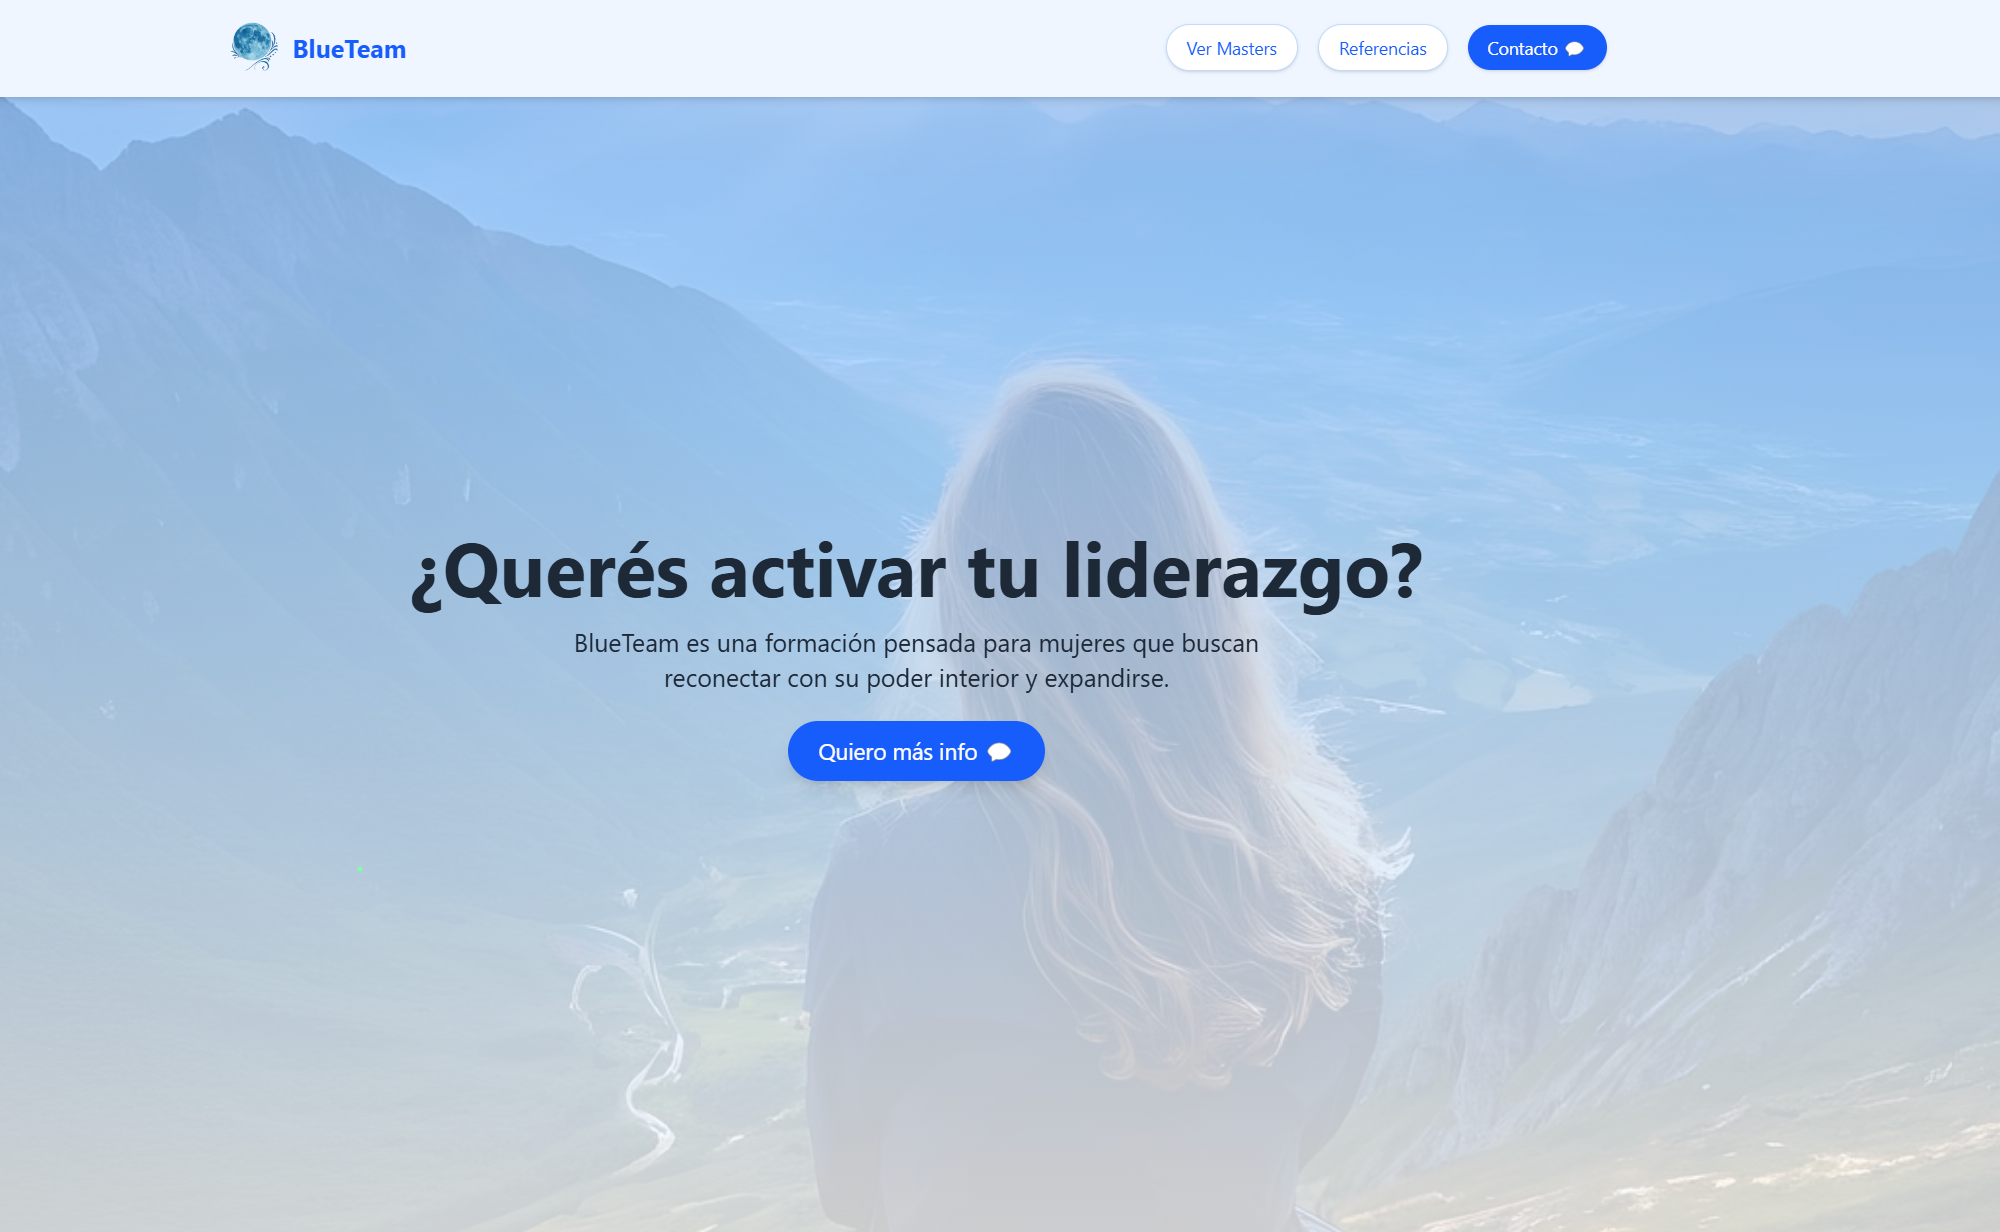 BlueTeam
Ver Masters
Referencias
Contacto
¿Querés activar tu liderazgo?
BlueTeam es una formación pensada para mujeres que buscan
reconectar con su poder interior y expandirse.
Quiero más info